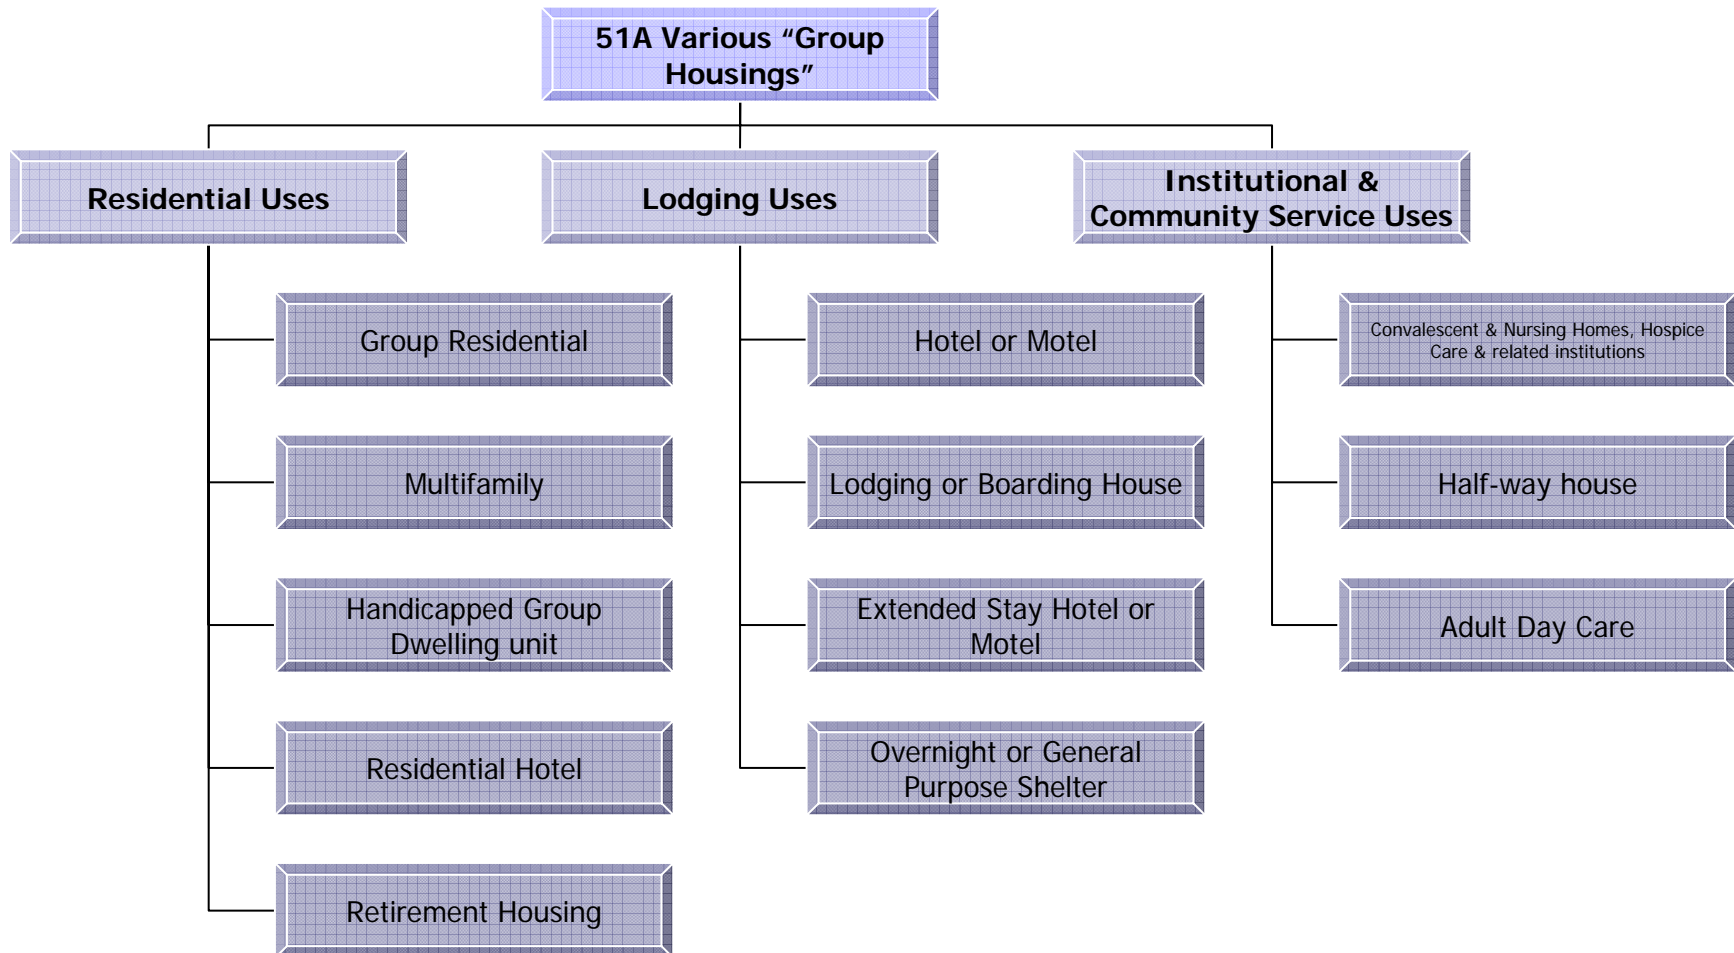 51A Various “Group
Housings”
Residential Uses
Lodging Uses
Institutional &
Community Service Uses
Group Residential
Hotel or Motel
Convalescent & Nursing Homes, Hospice
Care & related institutions
Multifamily
Lodging or Boarding House
Half-way house
Handicapped Group
Dwelling unit
Extended Stay Hotel or
Motel
Adult Day Care
Residential Hotel
Overnight or General
Purpose Shelter
Retirement Housing